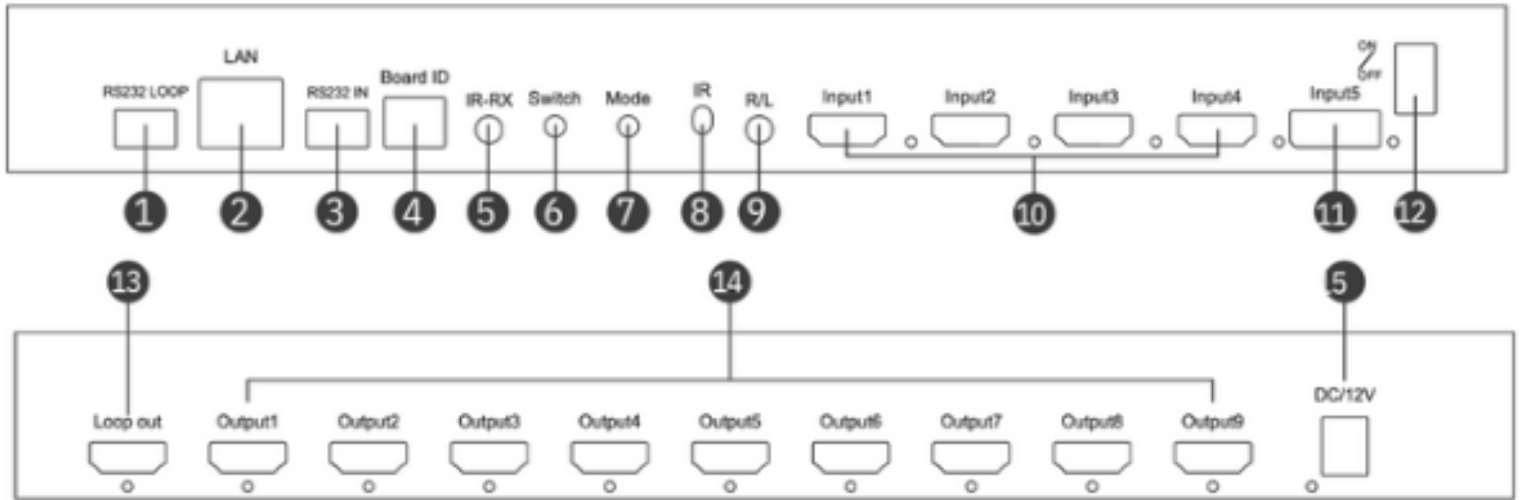 LAN
RS232 LOOP
RS232 IN
Board ID
IR-RX
Switch
Mode
IR
R/L
Input1
Input2
Input3
Input4
Input5
ON
OFF
1 2 3 4 5 6 7 8 9 10 11 12
13 14 5
Loop out
Output1
Output2
Output3
Output4
Output5
Output6
Output7
Output8
Output9
DC/12V